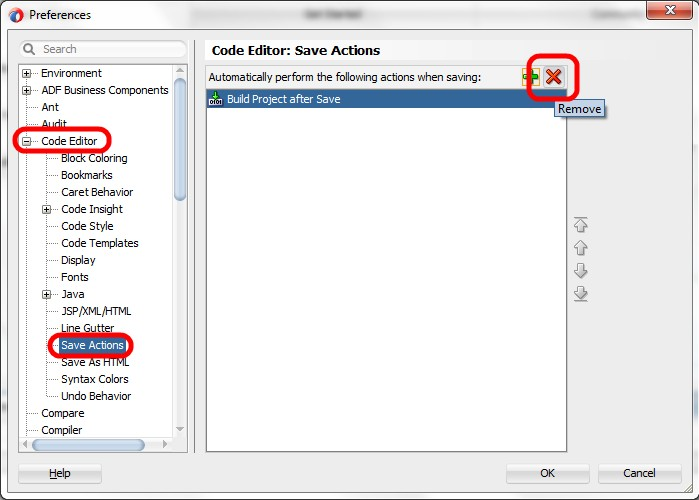 Preferences
Search
Environment
ADF Business Components
Ant
Audit
Code Editor
Block Coloring
Bookmarks
Caret Behavior
Code Insight
Code Style
Code Templates
Display
Fonts
Java
JSP/XML/HTML
Line Gutter
Save Actions
Save As HTML
Syntax Colors
Undo Behavior
Compare
Compiler
Code Editor: Save Actions
Automatically perform the following actions when saving:
Build Project after Save
Remove
Help
OK
Cancel